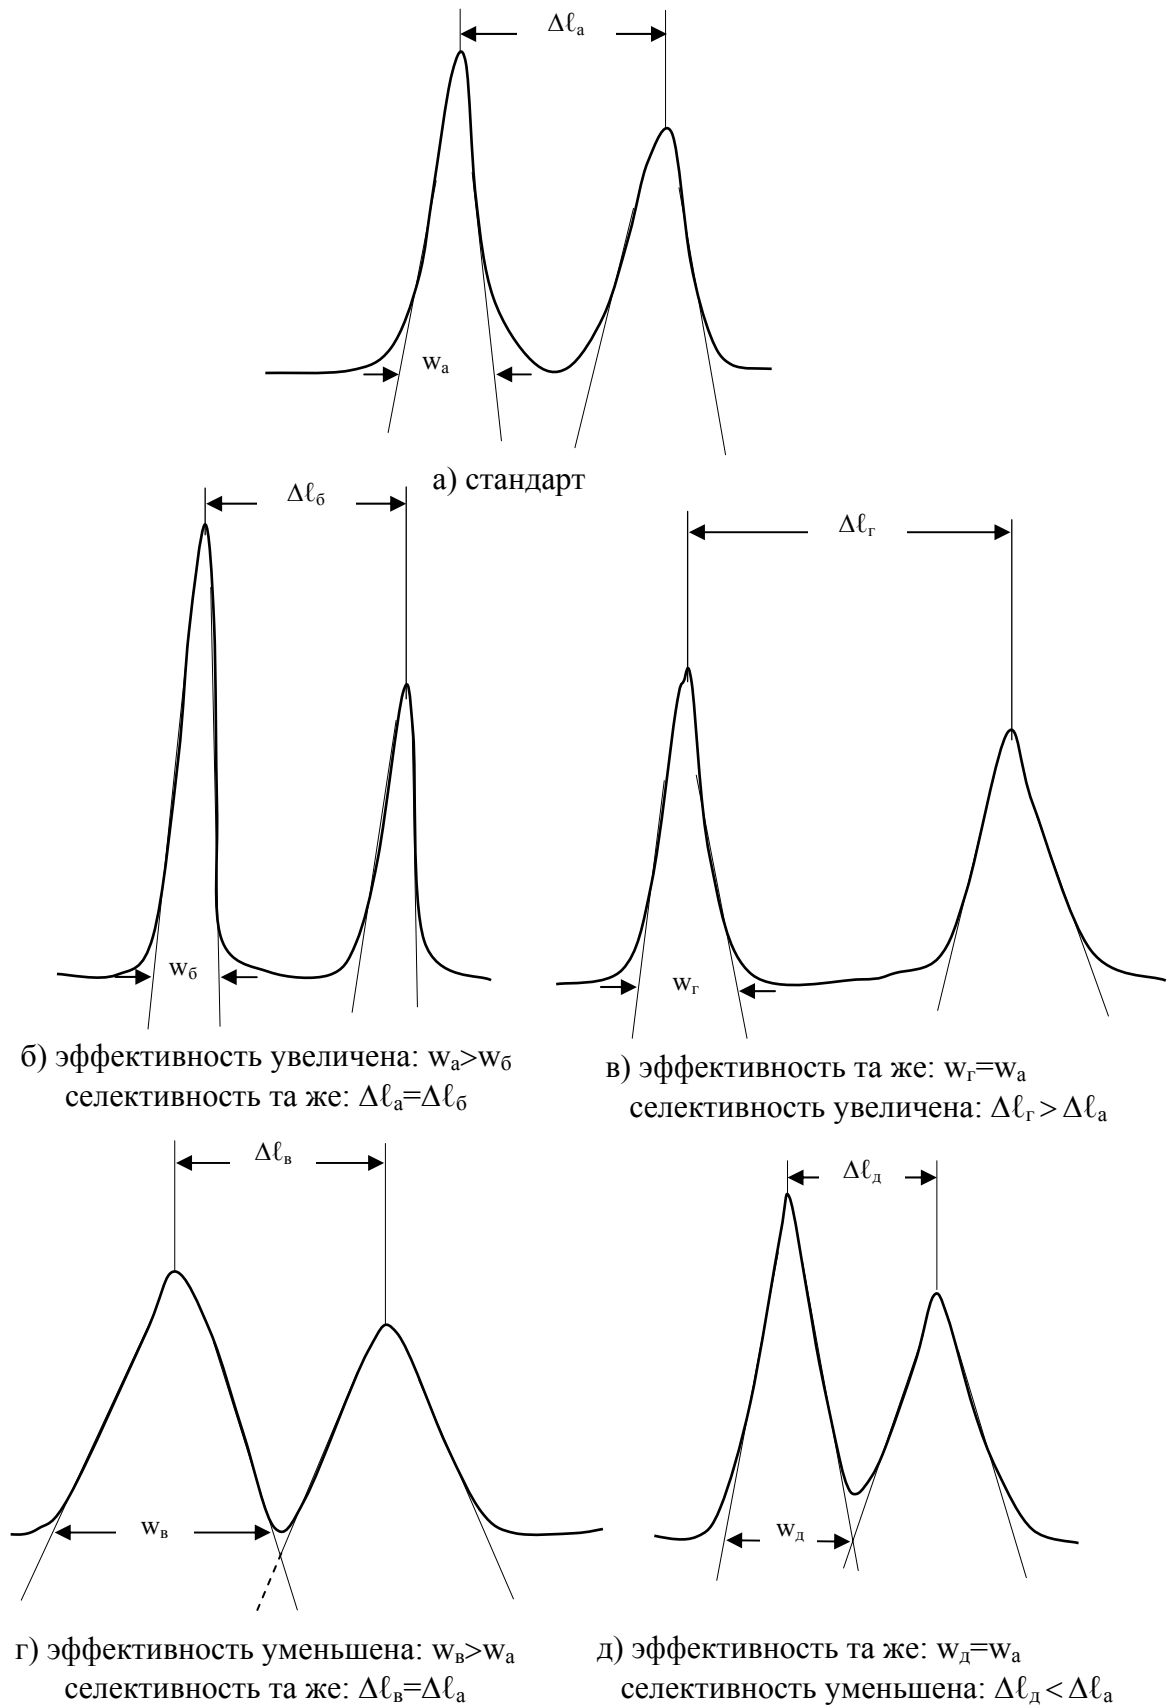 Δℓа
wа
а) стандарт
Δℓб
wб
б) эффективность увеличена: wа>wб
селективность та же: Δℓа=Δℓб
Δℓг
wг
в) эффективность та же: wг=wа
селективность увеличена: Δℓг > Δℓа
Δℓв
wв
г) эффективность уменьшена: wв>wа
селективность та же: Δℓв=Δℓа
Δℓд
wд
д) эффективность та же: wд=wа
селективность уменьшена: Δℓд < Δℓа